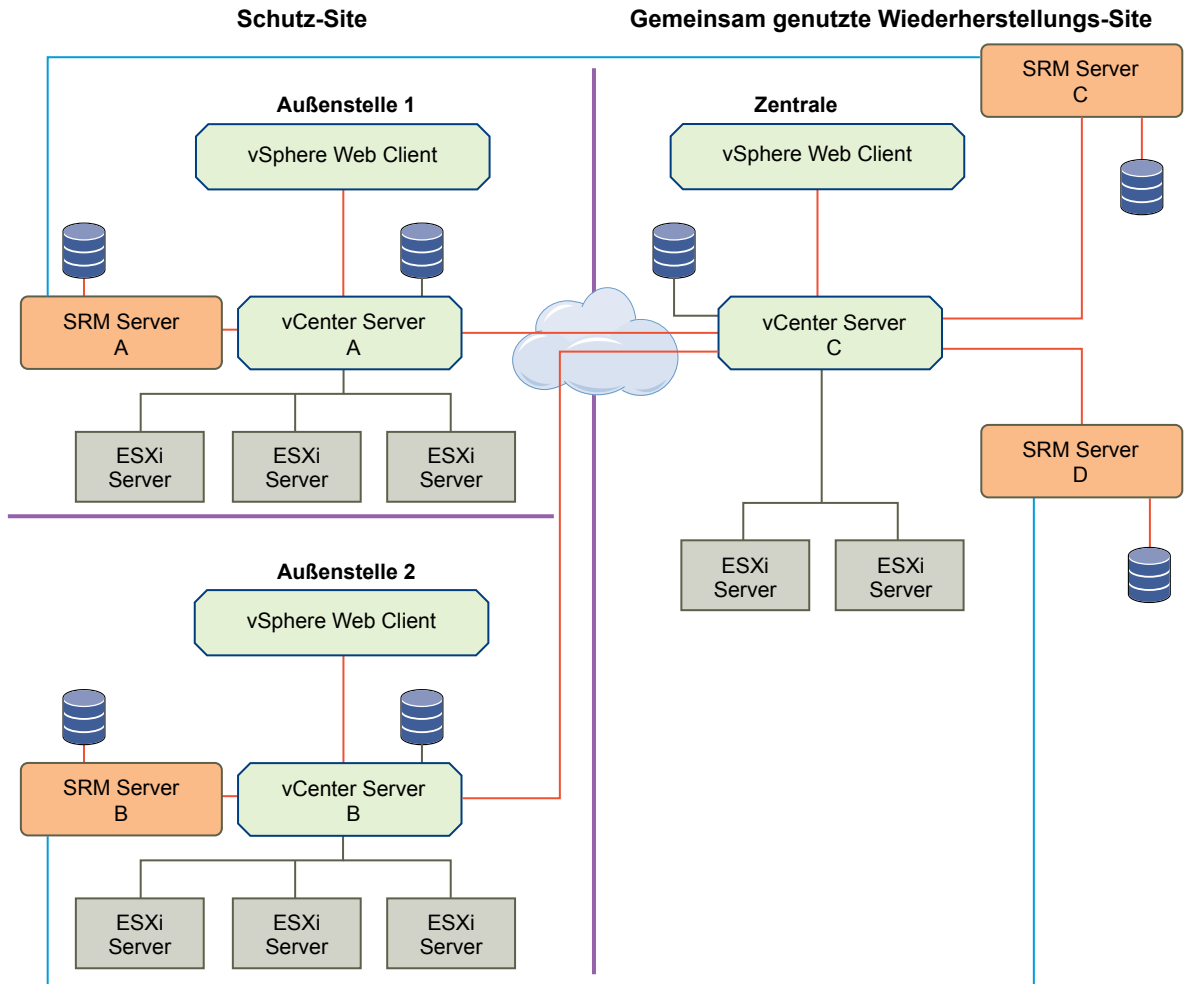 Schutz-Site
Gemeinsam genutzte Wiederherstellungs-Site
SRM Server
C
Außenstelle 1
Zentrale
vSphere Web Client
vSphere Web Client
SRM Server
A
vCenter Server
A
vCenter Server
C
ESXi
Server
ESXi
Server
ESXi
Server
SRM Server
D
ESXi
Server
ESXi
Server
Außenstelle 2
vSphere Web Client
SRM Server
B
vCenter Server
B
ESXi
Server
ESXi
Server
ESXi
Server